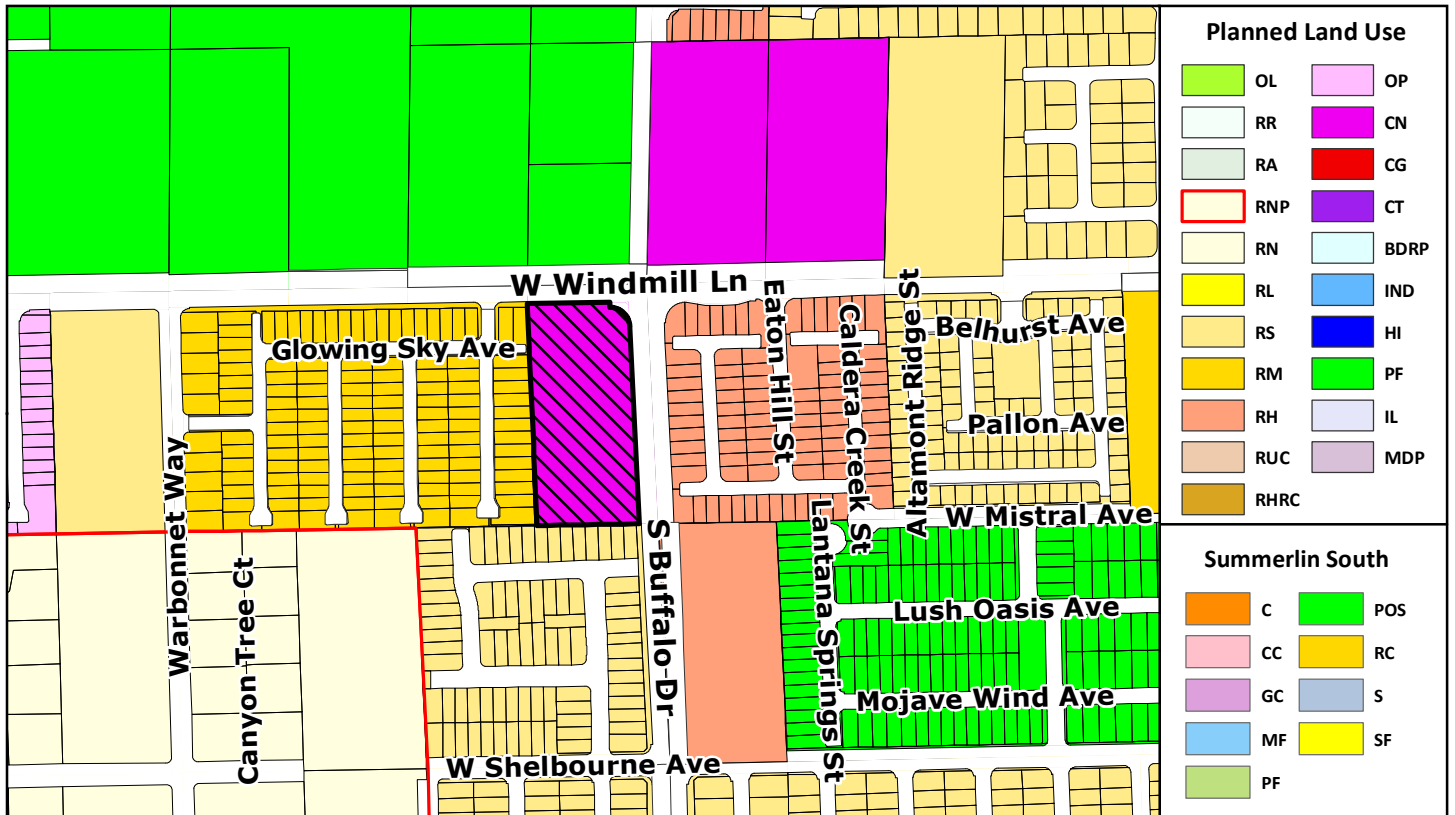 W Windmill Ln
Glowing Sky Ave
Eaton Hill St
Caldera Creek St
Altamont Ridge St
Belhurst Ave
Pallon Ave
Warbonnet Way
W Mistral Ave
Canyon Tree Ct
S Buffalo Dr
Lantana Springs St
Lush Oasis Ave
Mojave Wind Ave
W Shelbourne Ave
Planned Land Use
OL OP
RR CN
RA CG
RNP CT
RN BDRP
RL IND
RS HI
RM PF
RH IL
RUC MDP
RHRC
Summerlin South
C POS
CC RC
GC S
MF SF
PF